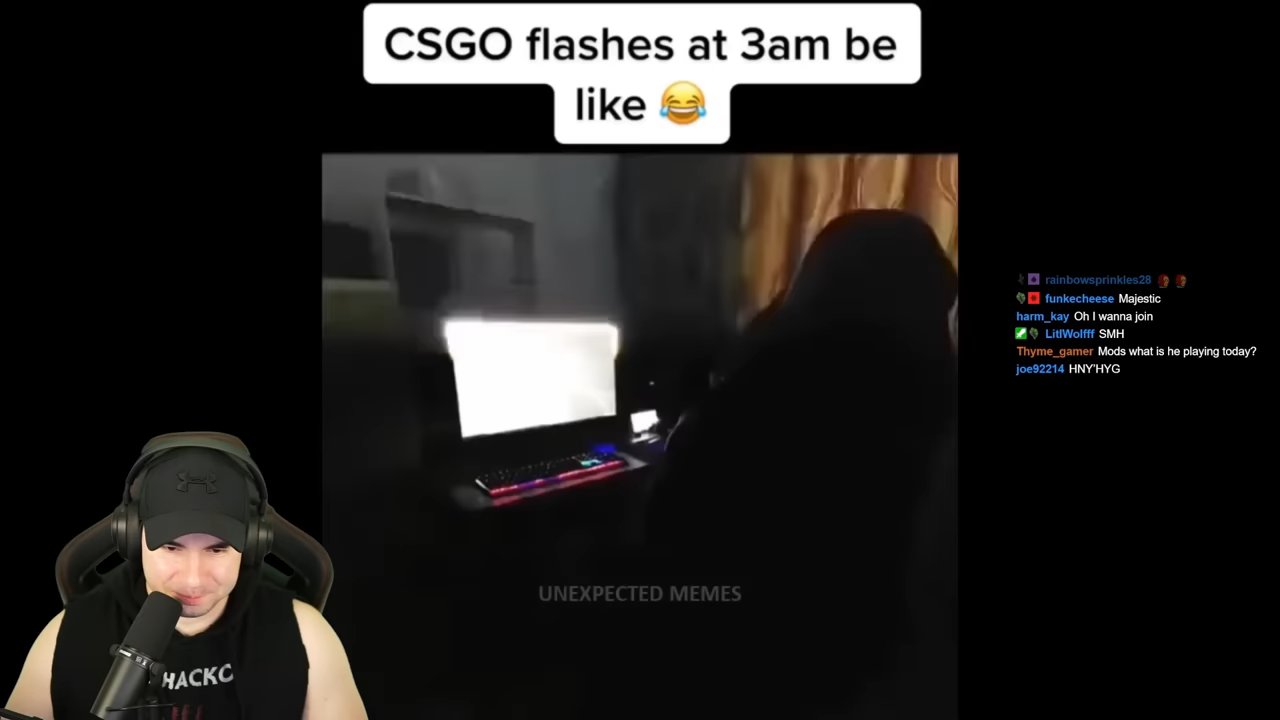 CSGO flashes at 3am be
like 😂
rainbowsprinkles28
funkecheese Majestic
harm_kay Oh I wanna join
LitlWolfff SMH
Thyme_gamer Mods what is he playing today?
joe92214 HNY'HYG
UNEXPECTED MEMES
HACKC